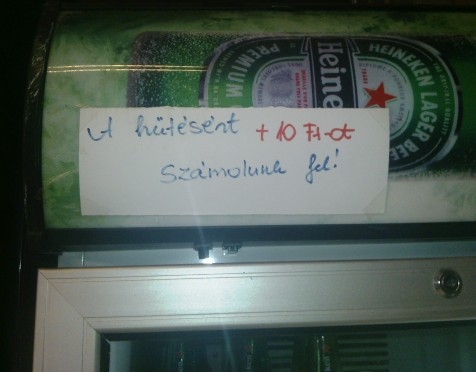 A hűtésért + 10 Ft-ot
számolunk fel!
HEINEKEN LAGER BEER
PREMIUM
Heine